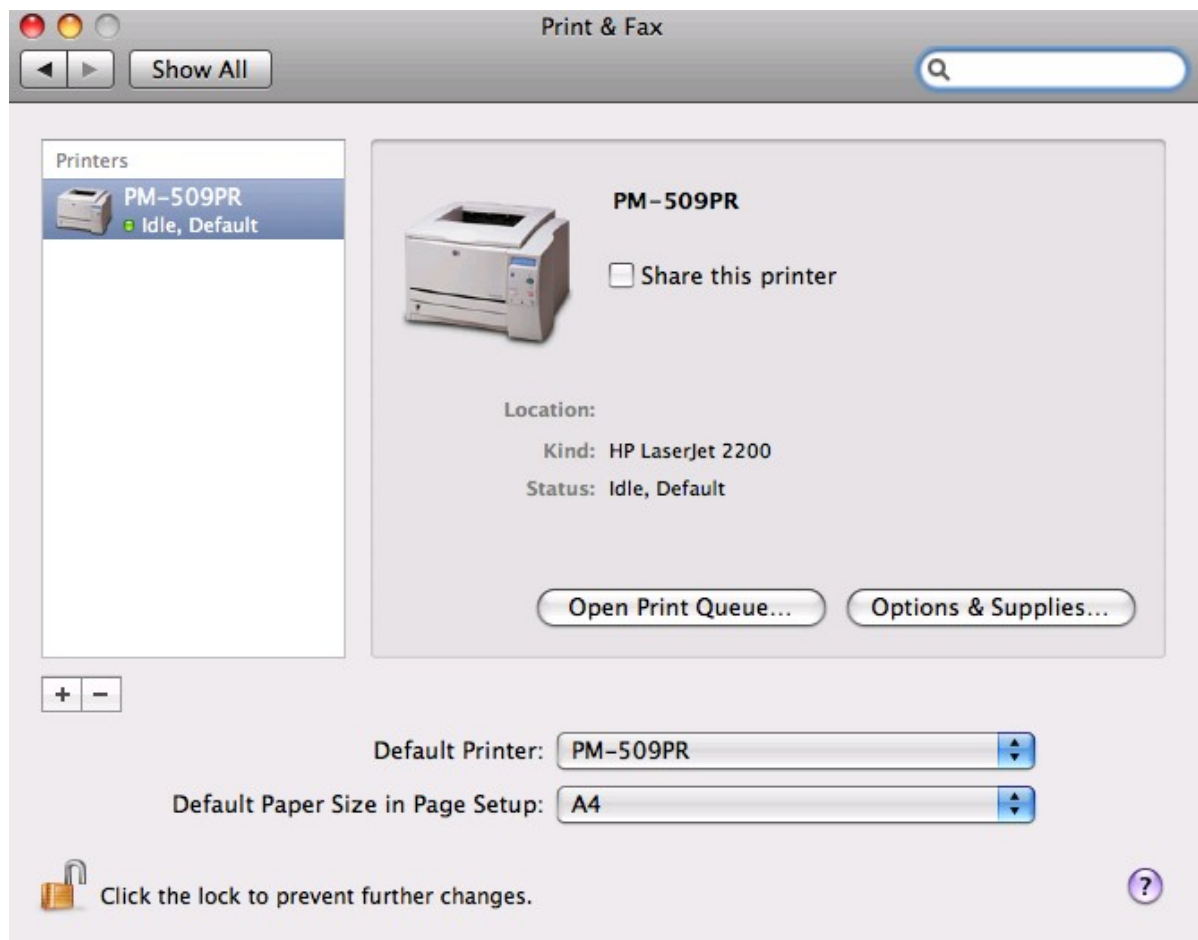 Print & Fax
Show All
Printers
PM-509PR
Idle, Default
PM-509PR
Share this printer
Location:
Kind: HP LaserJet 2200
Status: Idle, Default
Open Print Queue...
Options & Supplies...
+ −
Default Printer: PM-509PR
Default Paper Size in Page Setup: A4
Click the lock to prevent further changes.
?